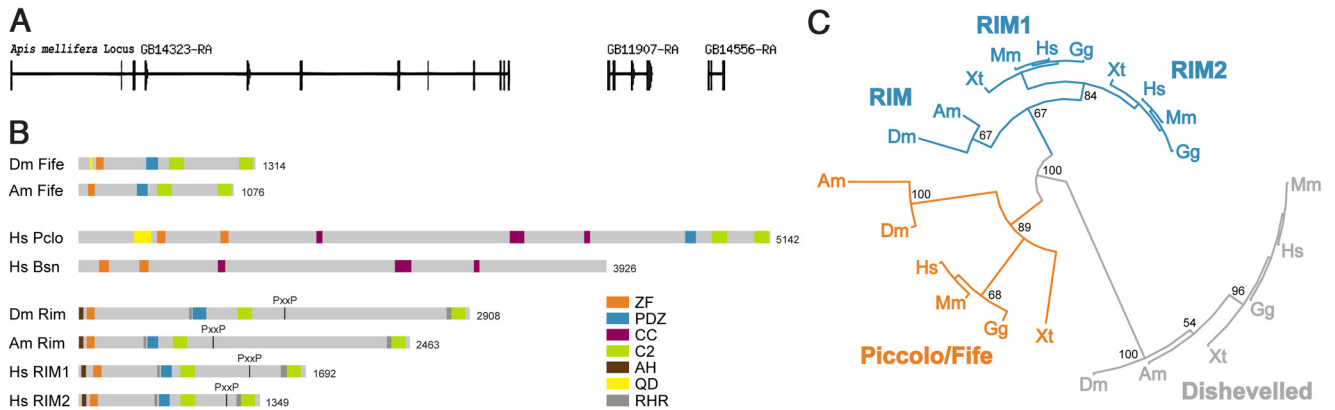 A
Apis mellifera Locus GB14323-RA
GB11907-RA
GB14556-RA
B
Dm Fife
1314
Am Fife
1076
Hs Pclo
5142
Hs Bsn
3926
Dm Rim
PxxP
2908
Am Rim
PxxP
2463
Hs RIM1
PxxP
1692
Hs RIM2
PxxP
1349
ZF
PDZ
CC
C2
AH
QD
RHR
C
RIM1
Mm
Hs
Gg
Xt
Xt
RIM2
Hs
Mm
Gg
84
RIM
Am
Dm
67
67
100
Am
100
Dm
89
Hs
Mm
68
Gg
Xt
Piccolo/Fife
Mm
Hs
96
Gg
54
Xt
100
Dm
Am
Dishevelled